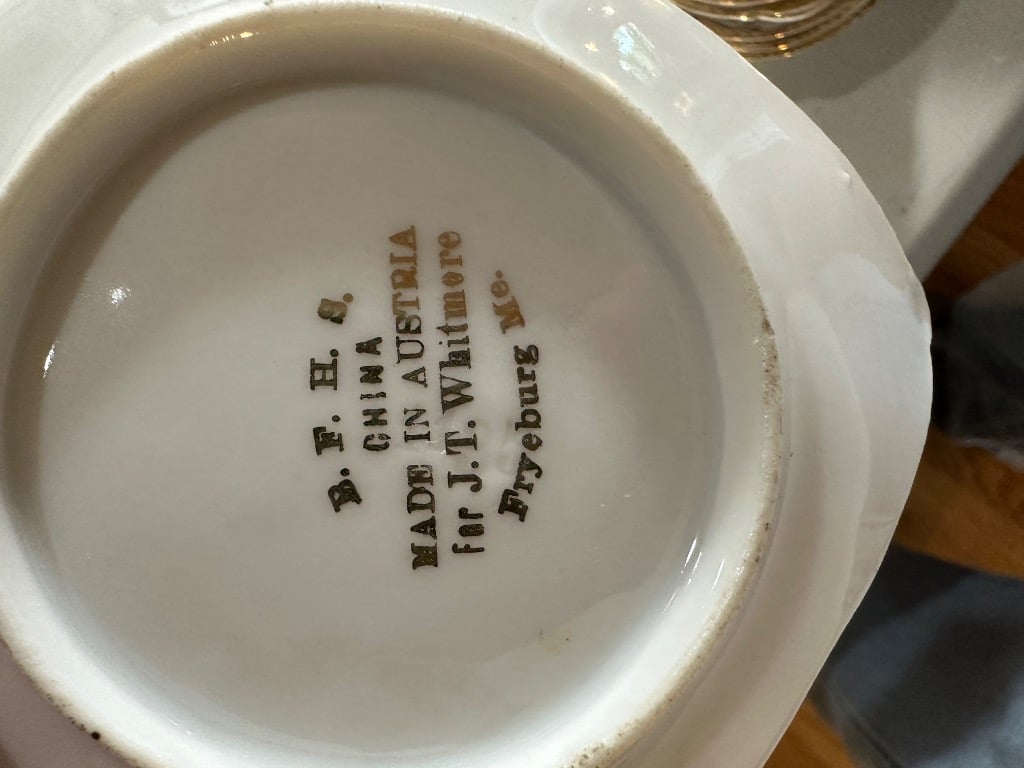 B. F. H. S.
CHINA
MADE IN AUSTRIA
for J. T. Whitmore
Fryeburg Me.